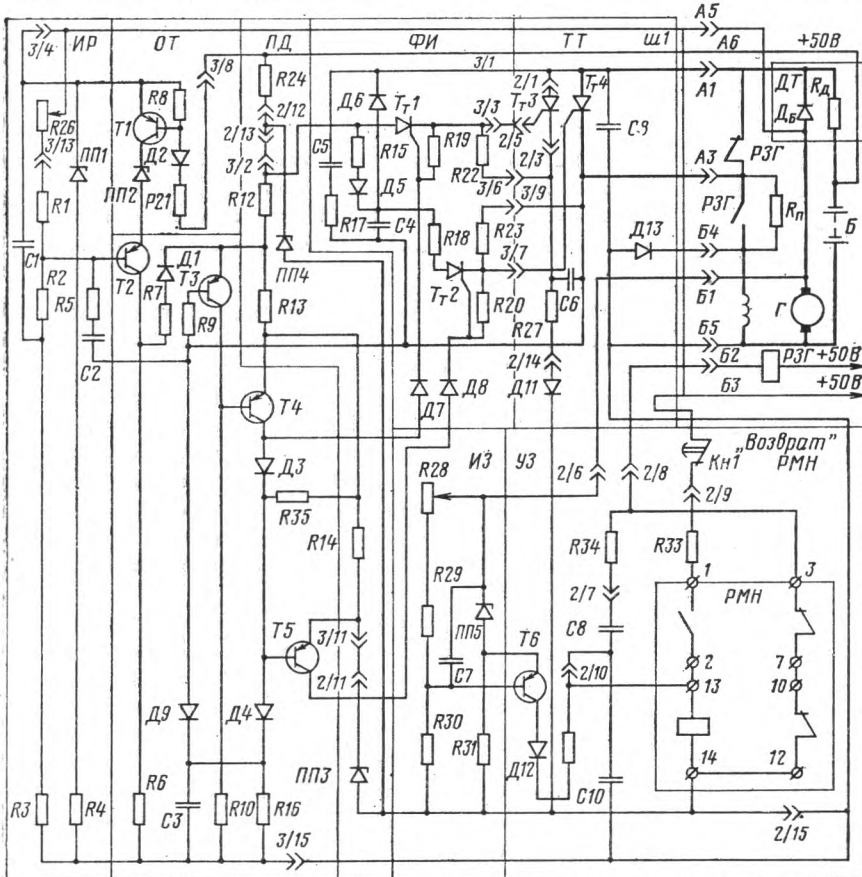 А5
3/4
ИР
ОТ
ПД
ФИ
ТТ
Ш1
А6
+50В
3/8
3/1
А1
R24
Д6
2/1
R8
2/12
Тт1
3/3
Тт3
Тт4
ДТ
Rд
Дб
R26
Т1
2/13
С5
R15
R19
2/5
С9
РЗГ
3/13
ПП1
Д2
3/2
2/3
А3
R22
3/6
3/9
R1
ПП2
Р21
R12
Д5
R17
С4
R23
РЗГ
Rп
R18
Д13
Б4
Б
С1
Д1
ПП4
3/7
R2
Т2
Т3
Тт2
С6
Б1
R5
R7
R13
R20
Г
R9
R27
Б5
С2
2/14
Б2
РЗГ
+50В
Д7
Д8
Д11
Б3
+50В
Т4
ИЗ
УЗ
2/6
2/8
Кн1
„Возврат"
РМН
Д3
R28
2/9
R35
R14
R34
R33
R29
1
3
2/7
РМН
Т5
3/11
ПП5
Т6
С8
2/11
С7
2/10
2
7
13
10
Д9
Д4
R30
R31
ПП3
Д12
14
12
R3
R4
R6
С3
R10
R16
С10
3/15
2/15